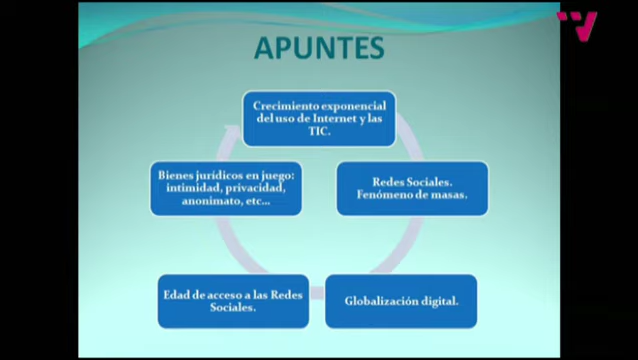 APUNTES
Crecimiento exponencial
del uso de Internet y las
TIC.
Bienes jurídicos en juego:
intimidad, privacidad,
anonimato, etc...
Redes Sociales.
Fenómeno de masas.
Edad de acceso a las Redes
Sociales.
Globalización digital.